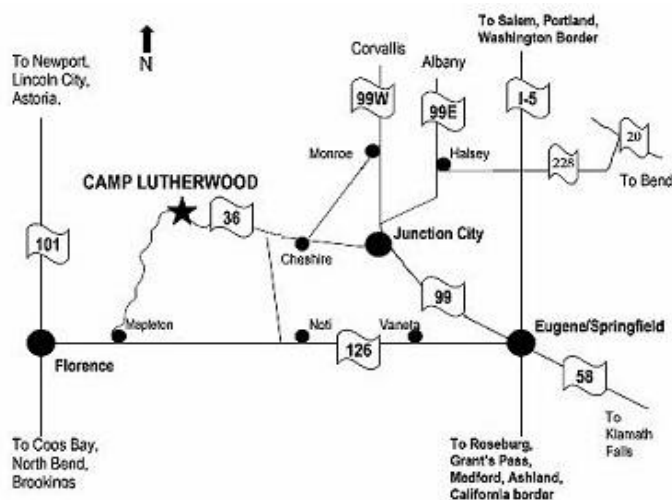 To Salem, Portland,
Washington Border
N
Corvallis
Albany
To Newport,
Lincoln City,
Astoria,
99W
99E
I-5
20
Monroe
Halsey
228
To Bend
CAMP LUTHERWOOD
36
101
Junction City
Cheshire
99
Mapleton
Noti
Vaneta
Eugene/Springfield
126
Florence
58
To Coos Bay,
North Bend,
Brookings
To
Klamath
Falls
To Roseburg,
Grant's Pass,
Medford, Ashland,
California border